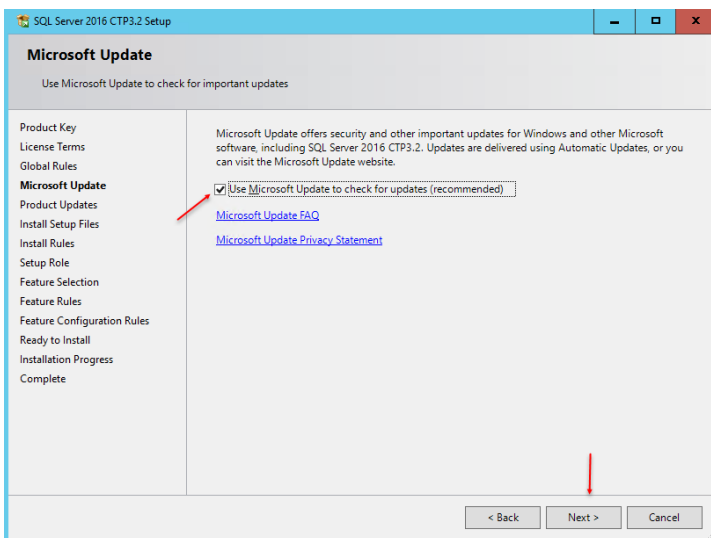 SQL Server 2016 CTP3.2 Setup
Microsoft Update
Use Microsoft Update to check for important updates
Product Key
License Terms
Global Rules
Microsoft Update
Product Updates
Install Setup Files
Install Rules
Setup Role
Feature Selection
Feature Rules
Feature Configuration Rules
Ready to Install
Installation Progress
Complete
Microsoft Update offers security and other important updates for Windows and other Microsoft
software, including SQL Server 2016 CTP3.2. Updates are delivered using Automatic Updates, or you
can visit the Microsoft Update website.
Use Microsoft Update to check for updates (recommended)
Microsoft Update FAQ
Microsoft Update Privacy Statement
< Back
Next >
Cancel